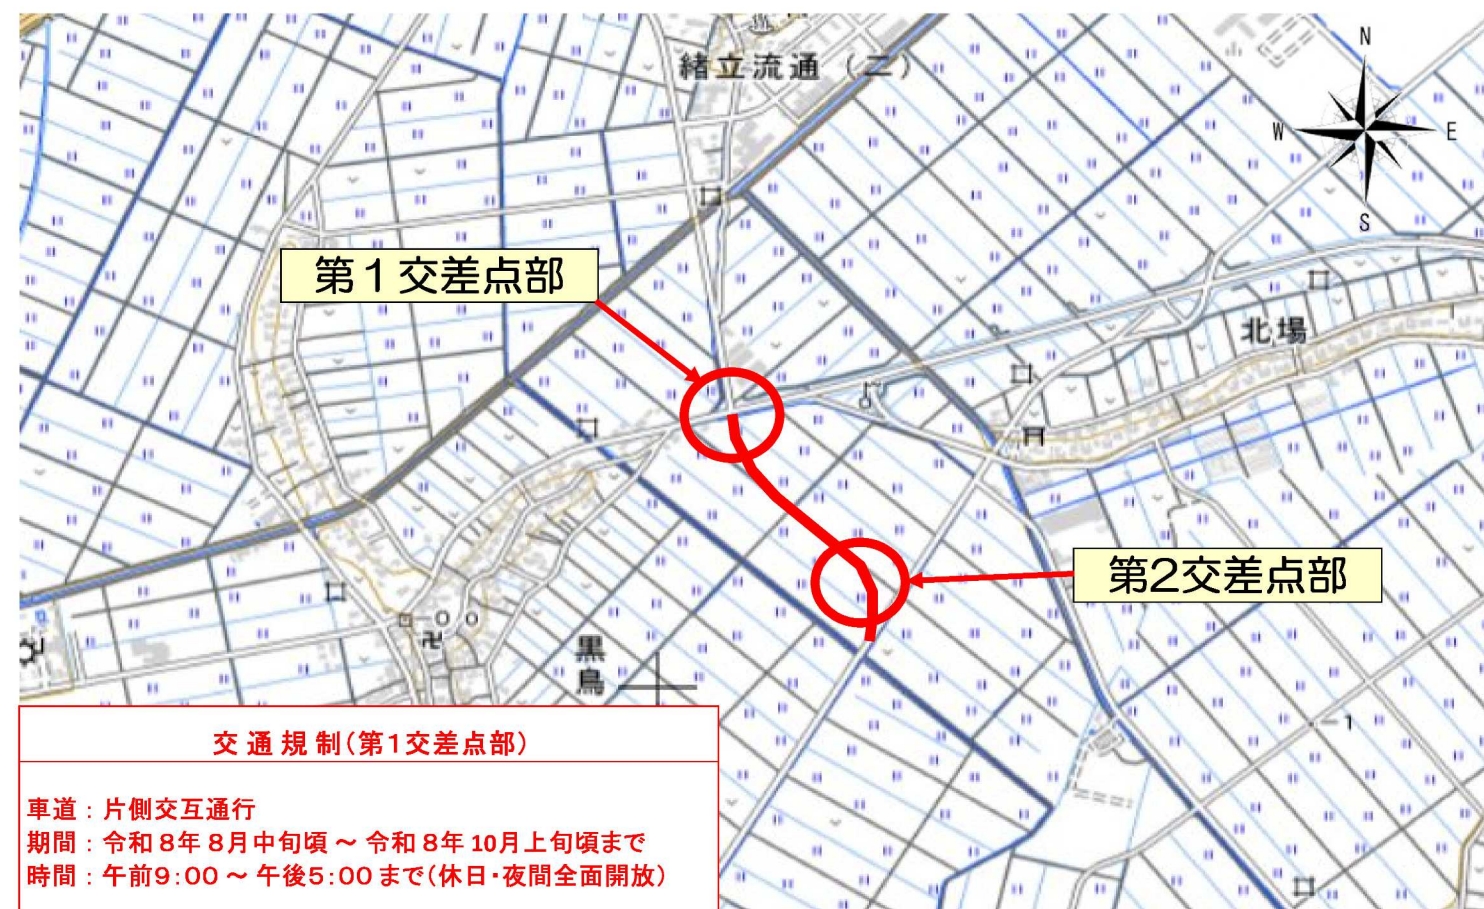 緒立流通（二）
N
W
E
S
第1交差点部
北場
第2交差点部
黒鳥
-1
交通規制(第1交差点部)
車道：片側交互通行
期間：令和8年8月中旬頃～令和8年10月上旬頃まで
時間：午前9:00～午後5:00まで(休日・夜間全面開放)